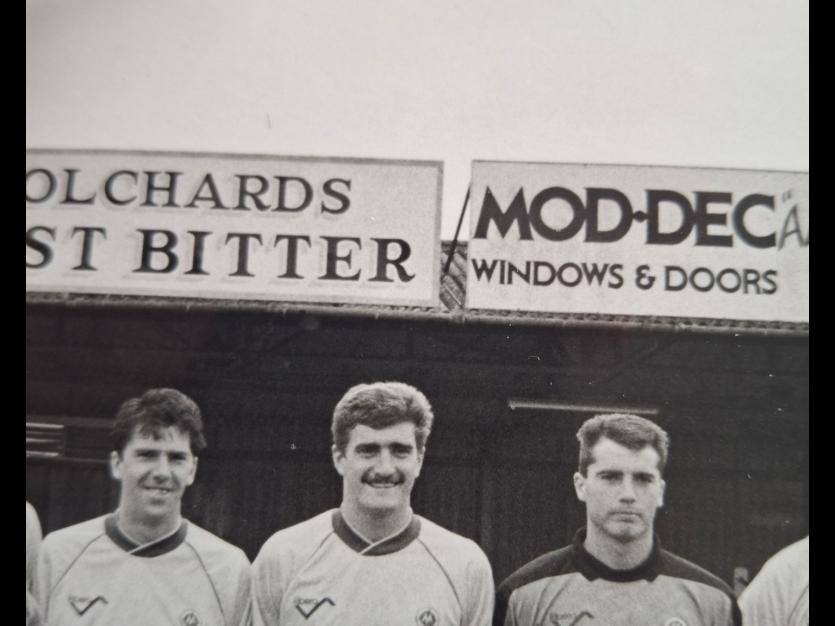 OLCHARDS
ST BITTER
MOD·DEC
WINDOWS & DOORS